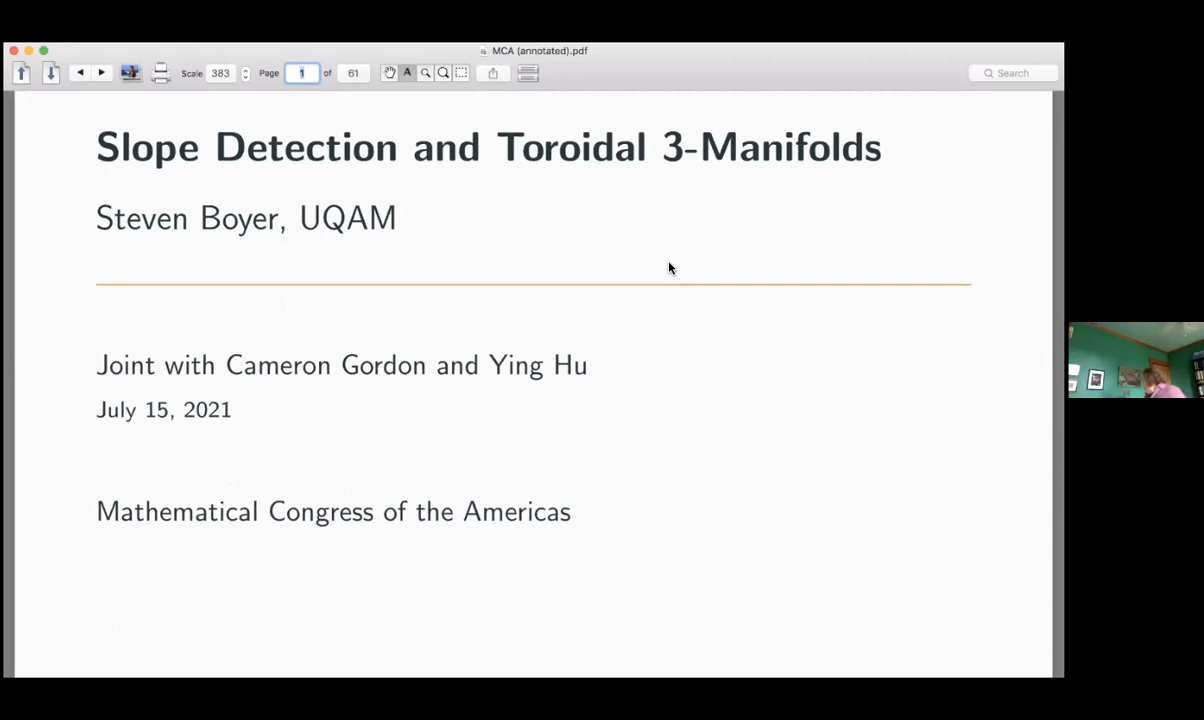 MCA (annotated).pdf
Scale 383 Page 1 of 61 A Search
Slope Detection and Toroidal 3-Manifolds
Steven Boyer, UQAM
Joint with Cameron Gordon and Ying Hu
July 15, 2021
Mathematical Congress of the Americas